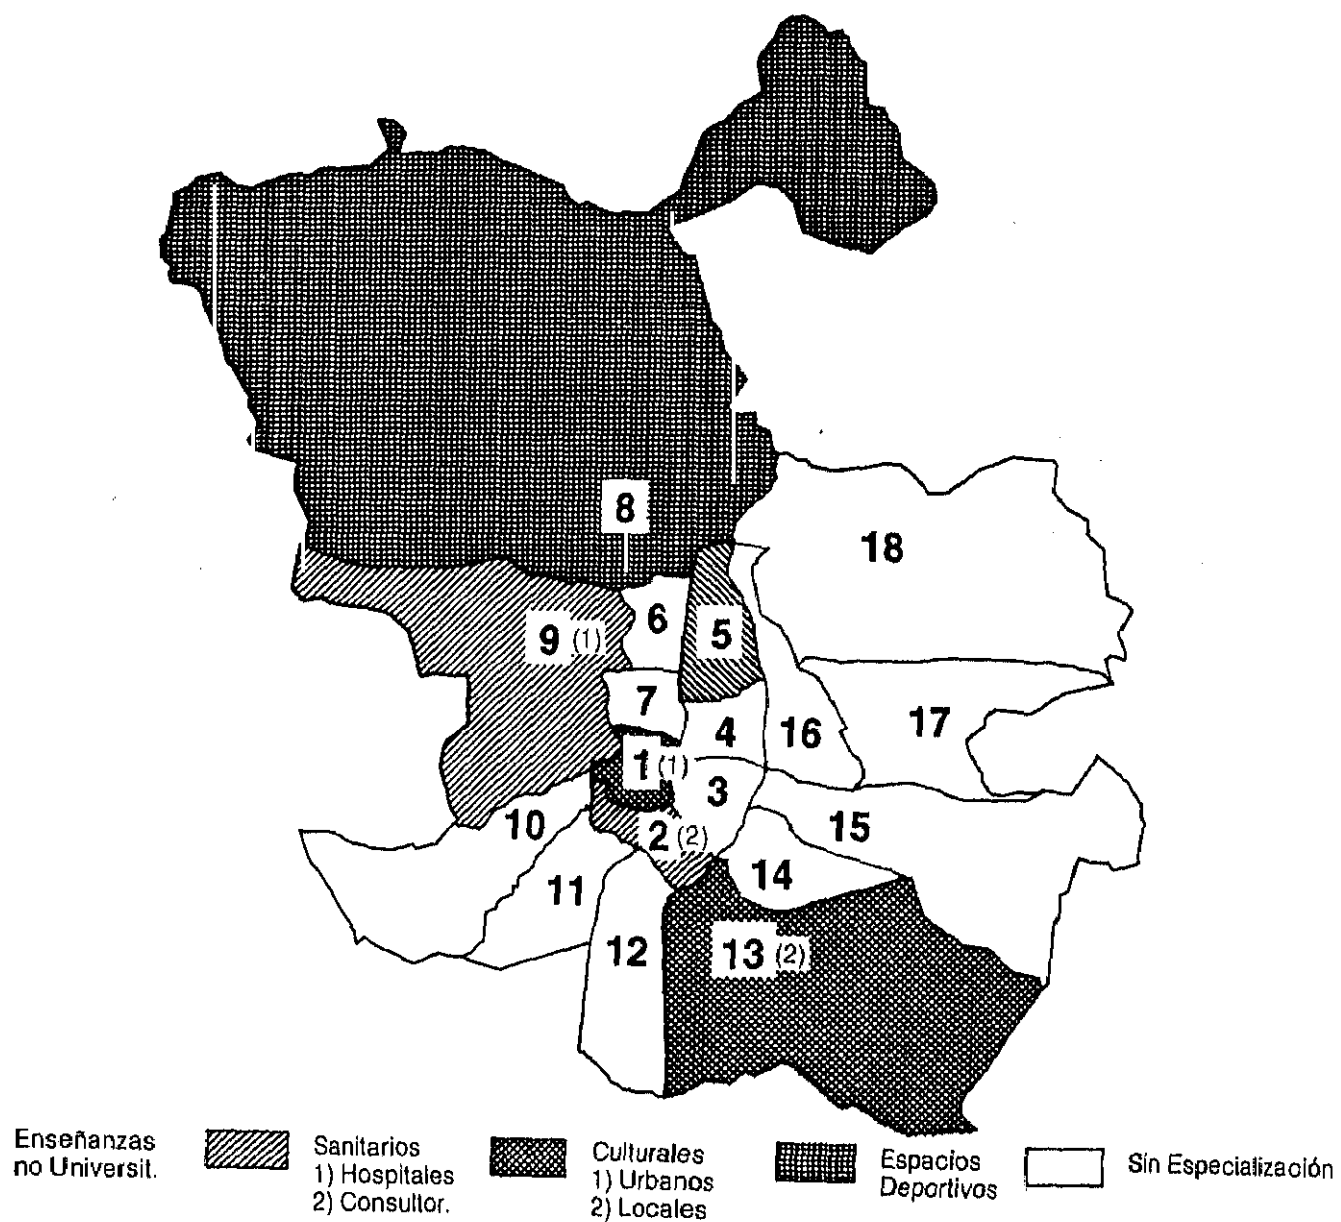 8
18
9 (1)
6
5
7
4
16
17
1 (1)
3
10
2 (2)
15
11
14
12
13 (2)
Enseñanzas
no Universit.
Sanitarios
1) Hospitales
2) Consultor.
Culturales
1) Urbanos
2) Locales
Espacios
Deportivos
Sin Especialización